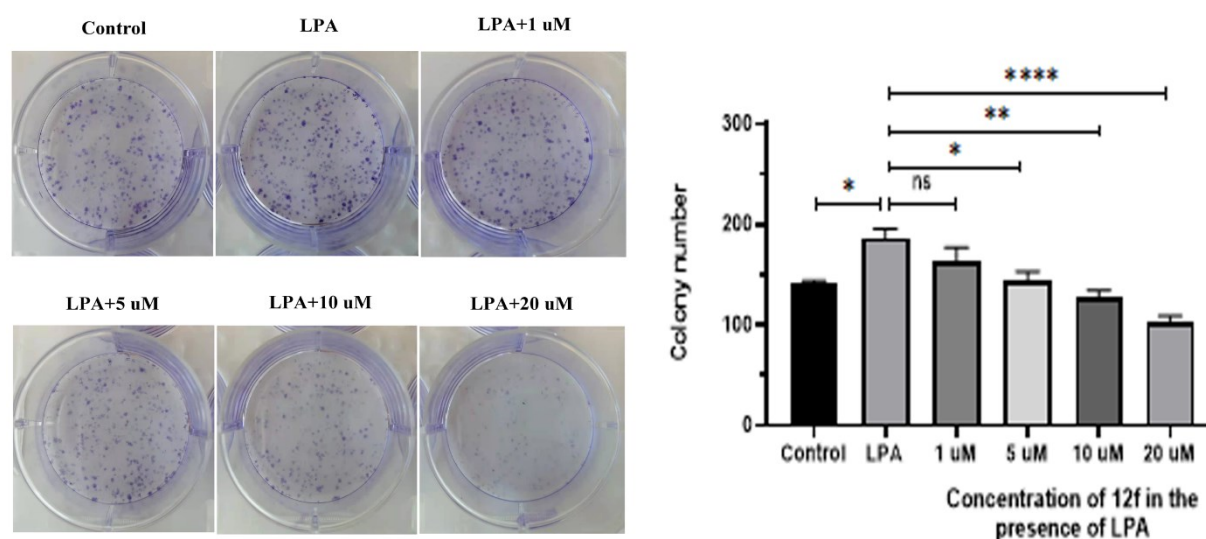 Control LPA LPA+1 uM
LPA+5 uM LPA+10 uM LPA+20 uM
****
**
*
* ns
300
200
100
0
Colony number
Control LPA 1 uM 5 uM 10 uM 20 uM
Concentration of 12f in the
presence of LPA